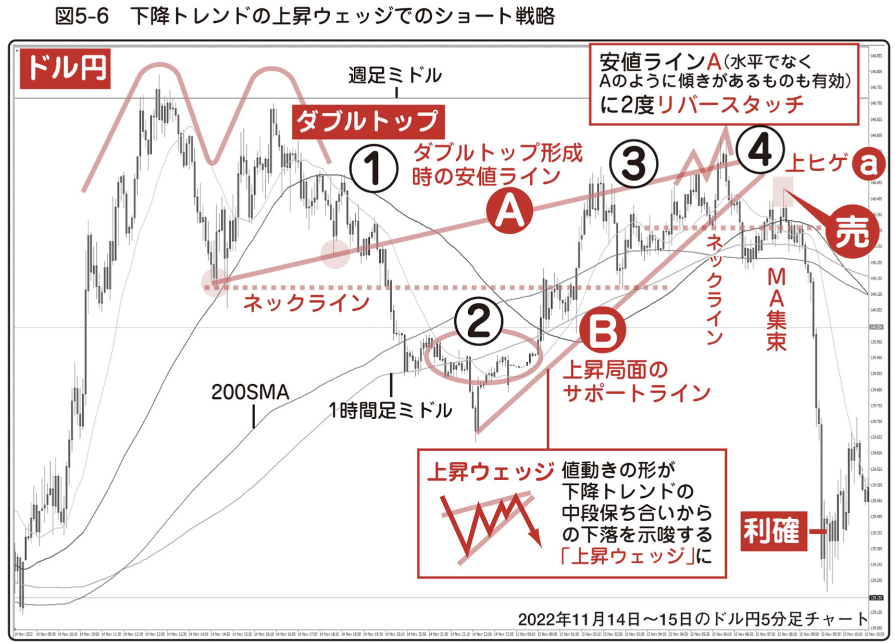 図5-6 下降トレンドの上昇ウェッジでのショート戦略
ドル円
週足ミドル
ダブルトップ
安値ラインA(水平でなく
Aのように傾きがあるものも有効)
に2度リバースタッチ
①
ダブルトップ形成
時の安値ライン
A
③
④
上ヒゲ a
売
ネックライン
ネックライン
MA集束
②
B
上昇局面の
サポートライン
200SMA
1時間足ミドル
上昇ウェッジ
値動きの形が
下降トレンドの
中段保ち合いから
の下落を示唆する
「上昇ウェッジ」に
利確
2022年11月14日〜15日のドル円5分足チャート